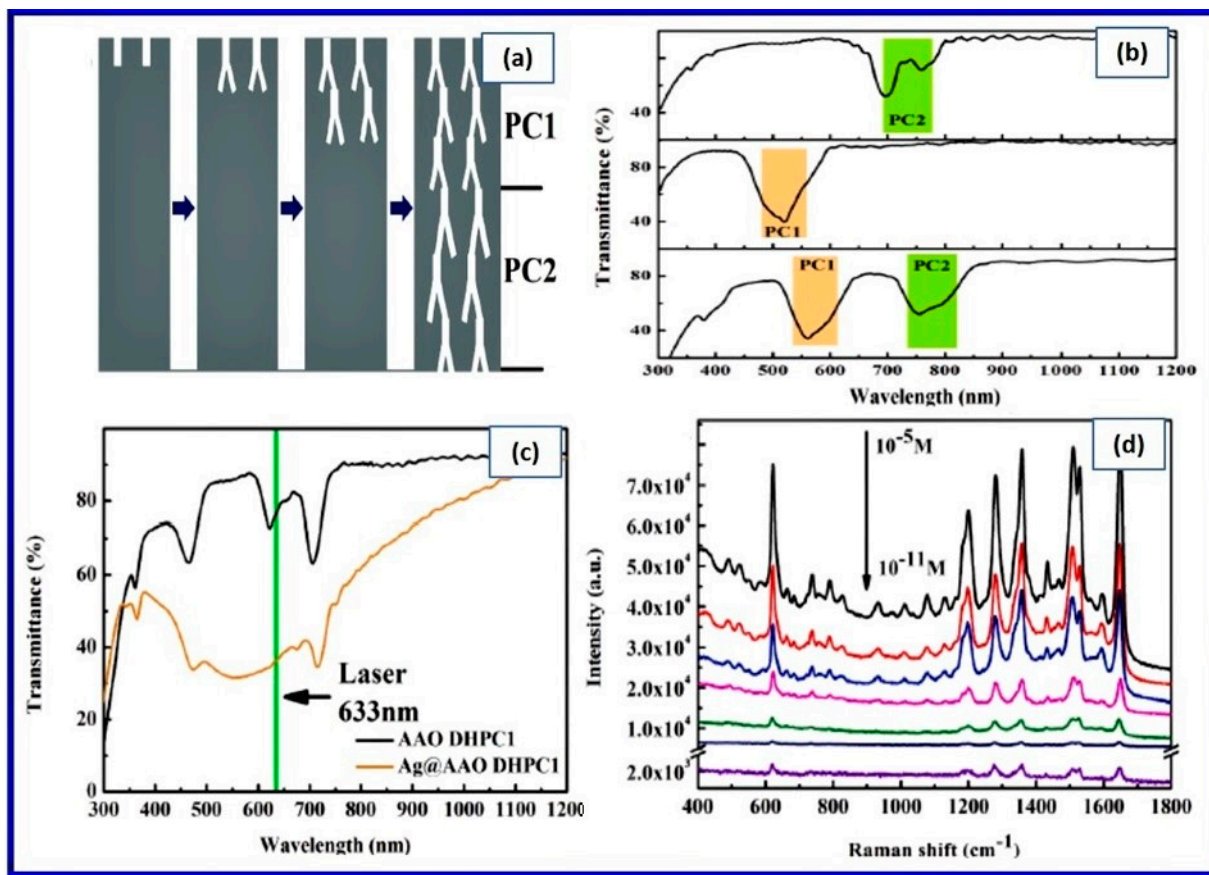 (a)
PC1
PC2
(b)
Transmittance (%)
40
PC2
80
40
PC1
PC1
PC2
80
40
300 400 500 600 700 800 900 1.000 1.100 1200
Wavelength (nm)
(c)
Transmittance (%)
80
60
40
20
0
Laser
633nm
AAO DHPC1
Ag@AAO DHPC1
300 400 500 600 700 800 900 1000 1100 1200
Wavelength (nm)
(d)
10⁻⁵M
10⁻¹¹M
Intensity (a.u.)
7.0x10⁴
6.0x10⁴
5.0x10⁴
4.0x10⁴
3.0x10⁴
2.0x10⁴
1.0x10⁴
2.0x10³
400 600 800 1000 1200 1400 1600 1800
Raman shift (cm⁻¹)